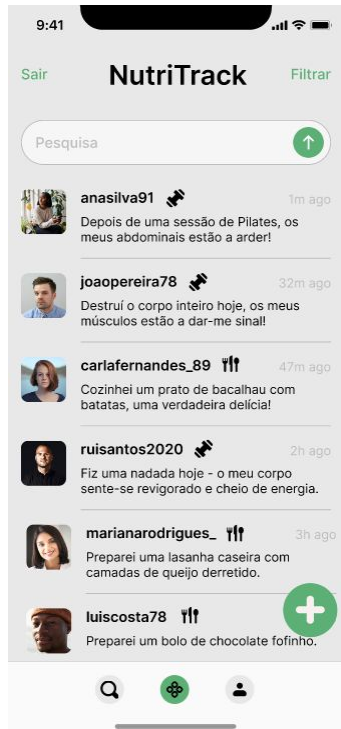 9:41
Sair NutriTrack Filtrar
Pesquisa
anasilva91 1m ago
Depois de uma sessão de Pilates, os
meus abdominais estão a arder!
joaopereira78 32m ago
Destruí o corpo inteiro hoje, os meus
músculos estão a dar-me sinal!
carlafernandes_89 47m ago
Cozinhei um prato de bacalhau com
batatas, uma verdadeira delícia!
ruisantos2020 2h ago
Fiz uma nadada hoje - o meu corpo
sente-se revigorado e cheio de energia.
marianarodrigues_ 3h ago
Preparei uma lasanha caseira com
camadas de queijo derretido.
luiscosta78
Preparei um bolo de chocolate fofinho.